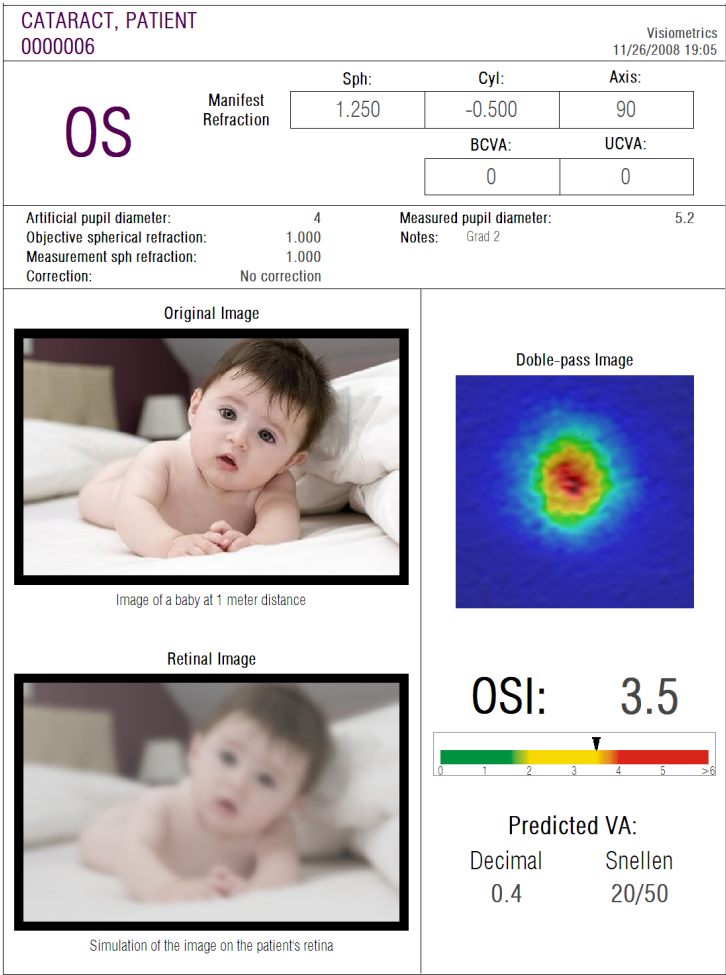 CATARACT, PATIENT
0000006
Visiometrics
11/26/2008 19:05
OS
Manifest
Refraction
Sph: Cyl: Axis:
1.250 -0.500 90
BCVA: UCVA:
0 0
Artificial pupil diameter: 4
Objective spherical refraction: 1.000
Measurement sph refraction: 1.000
Correction: No correction
Measured pupil diameter: 5.2
Notes: Grad 2
Original Image
Image of a baby at 1 meter distance
Retinal Image
Simulation of the image on the patient's retina
Doble-pass Image
OSI: 3.5
0 1 2 3 4 5 >6
Predicted VA:
Decimal Snellen
0.4 20/50